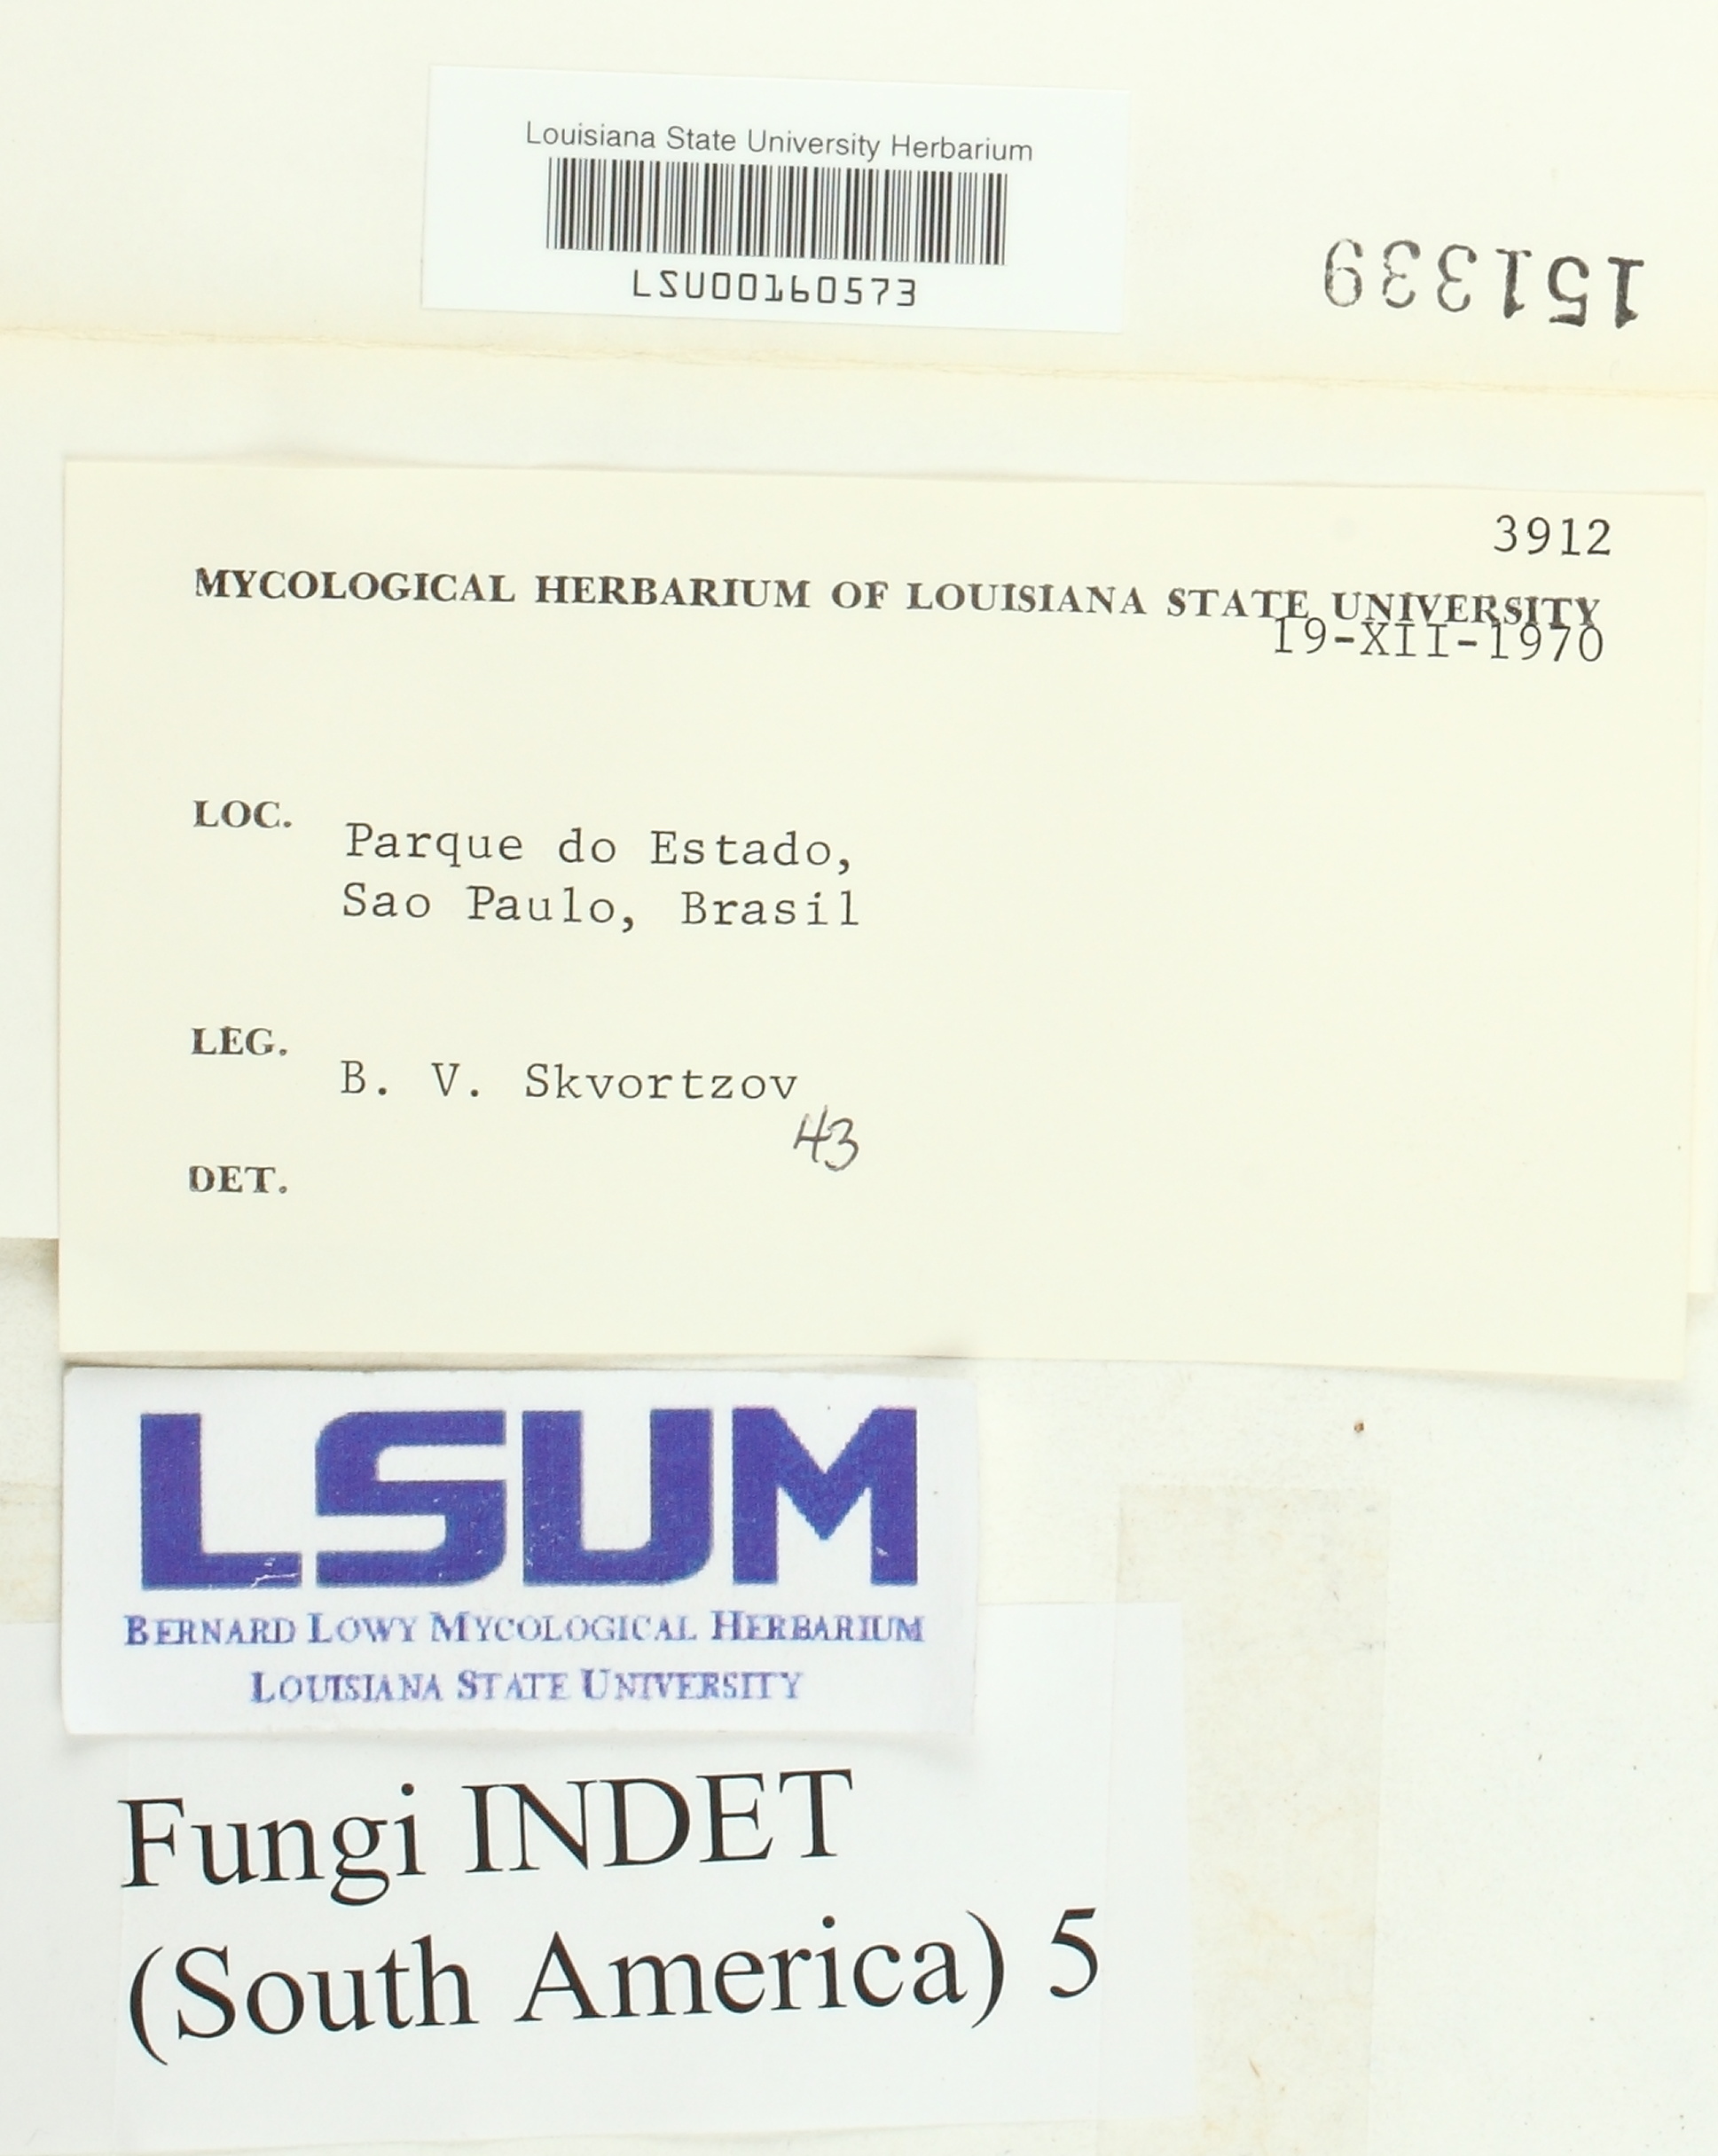 Louisiana State University Herbarium
LSU00160573
151339
3912
MYCOLOGICAL HERBARIUM OF LOUISIANA STATE UNIVERSITY
19-XII-1970
LOC. Parque do Estado,
Sao Paulo, Brasil
LEG. B. V. Skvortzov
43
DET.
LSUM
BERNARD LOWY MYCOLOGICAL HERBARIUM
LOUISIANA STATE UNIVERSITY
Fungi INDET
(South America) 5